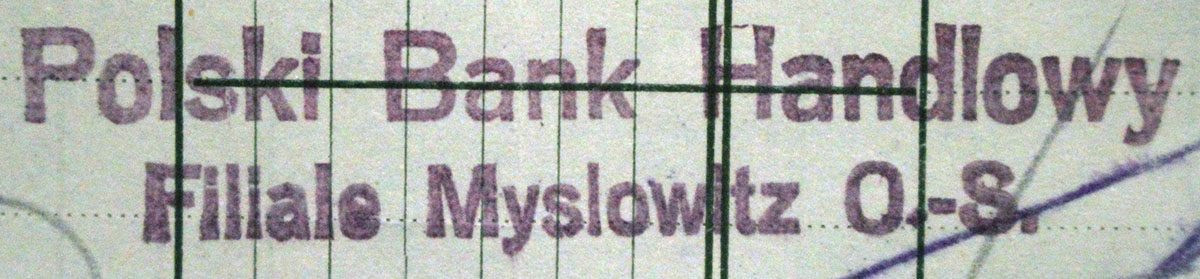 Polski Bank Handlowy
Filiale Myslowitz O.-S.